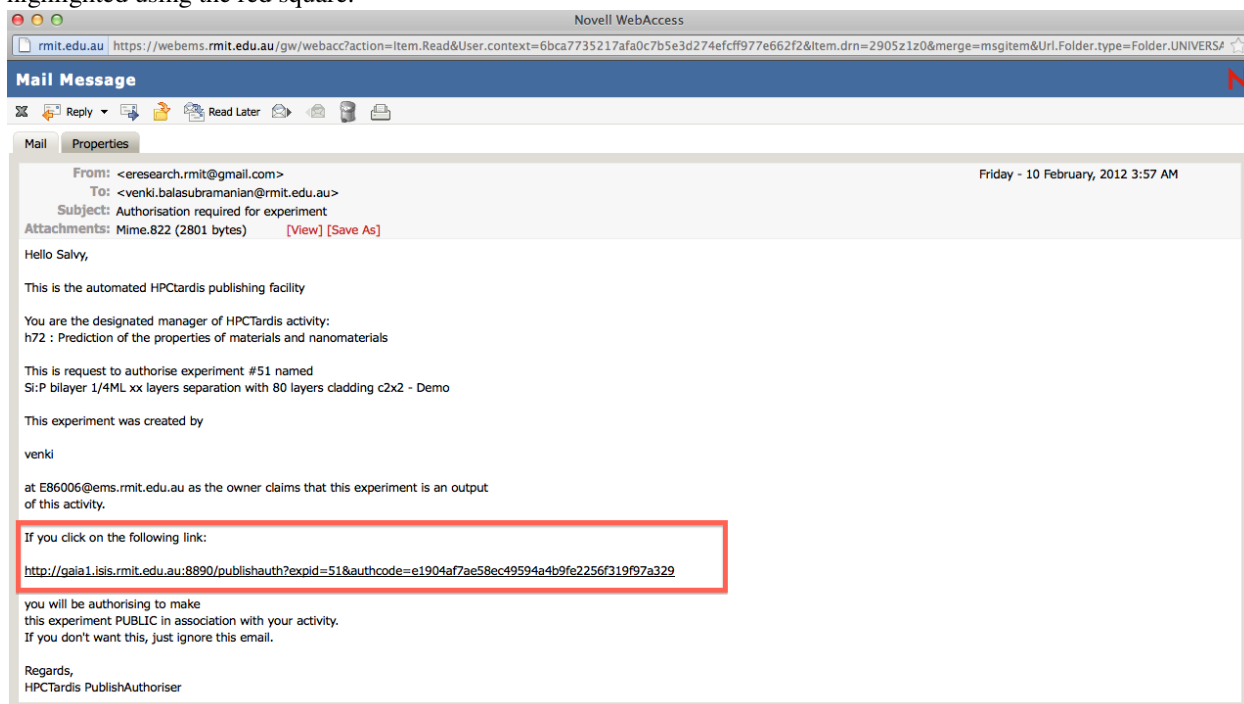 highlighted using the red square.
Novell WebAccess
rmit.edu.au https://webems.rmit.edu.au/gw/webacc?action=Item.Read&User.context=6bca7735217afa0c7b5e3d274efcff977e662f2&Item.drn=2905z1z0&merge=msgitem&Url.Folder.type=Folder.UNIVERSA
Mail Message
Reply Read Later
Mail Properties
From: <eresearch.rmit@gmail.com> Friday - 10 February, 2012 3:57 AM
To: <venki.balasubramanian@rmit.edu.au>
Subject: Authorisation required for experiment
Attachments: Mime.822 (2801 bytes) [View] [Save As]
Hello Salvy,
This is the automated HPCtardis publishing facility
You are the designated manager of HPCTardis activity:
h72 : Prediction of the properties of materials and nanomaterials
This is request to authorise experiment #51 named
Si:P bilayer 1/4ML xx layers separation with 80 layers cladding c2x2 - Demo
This experiment was created by
venki
at E86006@ems.rmit.edu.au as the owner claims that this experiment is an output
of this activity.
If you click on the following link:
http://gaia1.isis.rmit.edu.au:8890/publishauth?expid=51&authcode=e1904af7ae58ec49594a4b9fe2256f319f97a329
you will be authorising to make
this experiment PUBLIC in association with your activity.
If you don't want this, just ignore this email.
Regards,
HPCTardis PublishAuthoriser